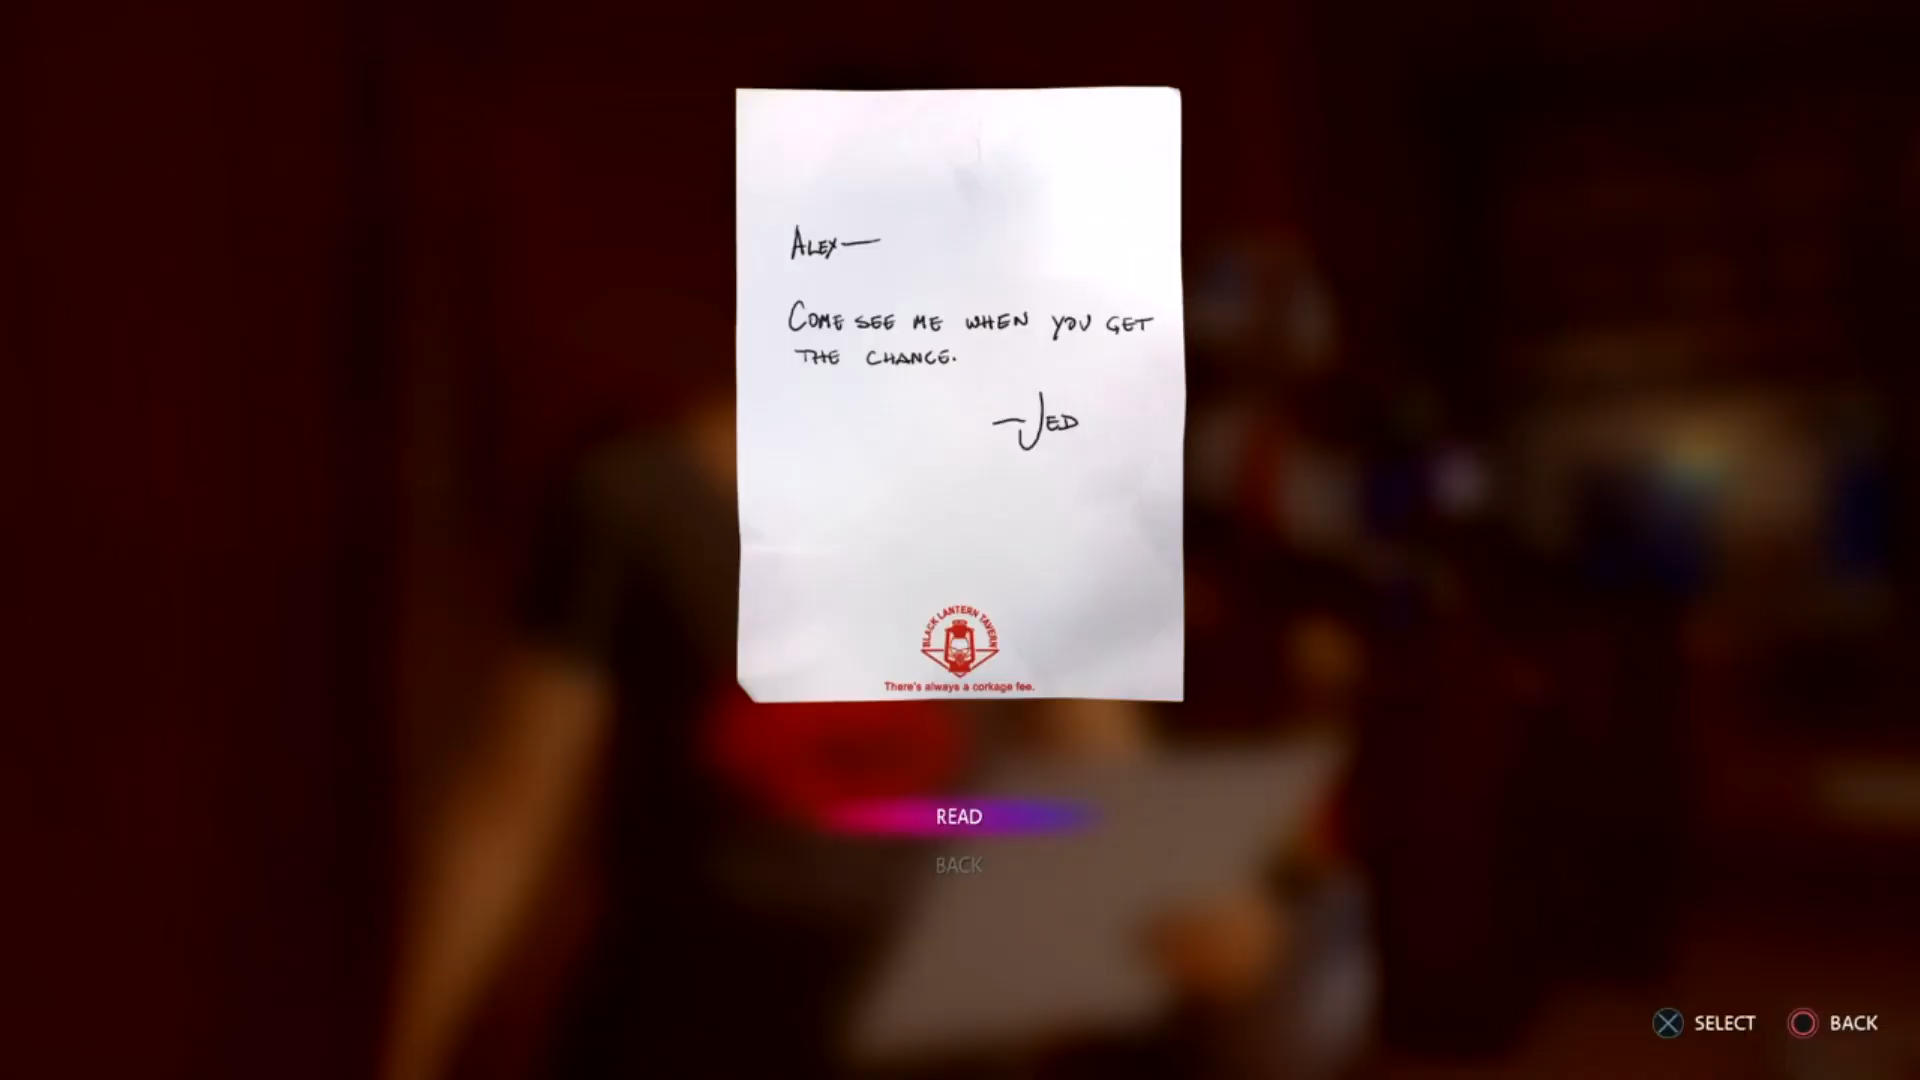 ALEX—
COME SEE ME WHEN YOU GET
THE CHANCE.
—JED
BLACK LANTERN TAVERN
There's always a corkage fee.
READ
BACK
SELECT BACK